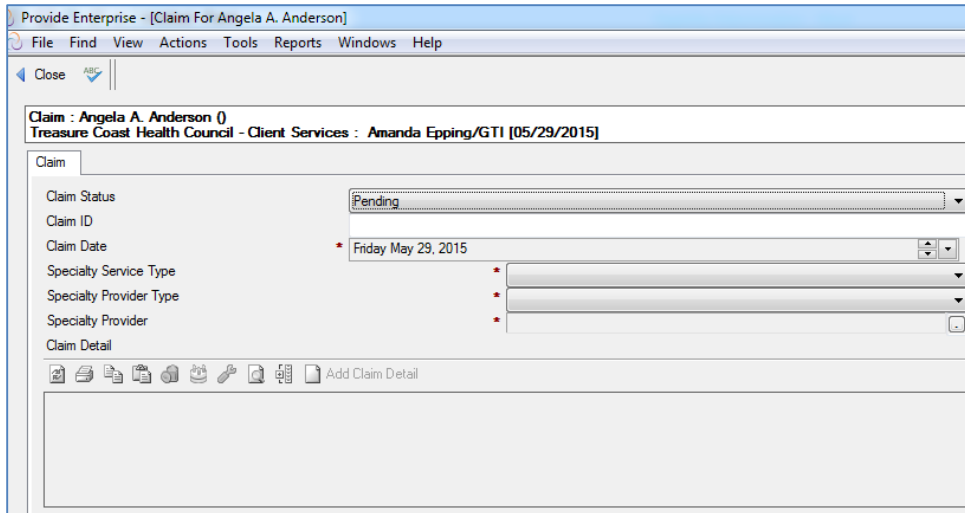 Provide Enterprise - [Claim For Angela A. Anderson]
File Find View Actions Tools Reports Windows Help
Close ABC
Claim : Angela A. Anderson ()
Treasure Coast Health Council - Client Services : Amanda Epping/GTI [05/29/2015]
Claim
Claim Status Pending
Claim ID
Claim Date * Friday May 29, 2015
Specialty Service Type *
Specialty Provider Type *
Specialty Provider *
Claim Detail
Add Claim Detail